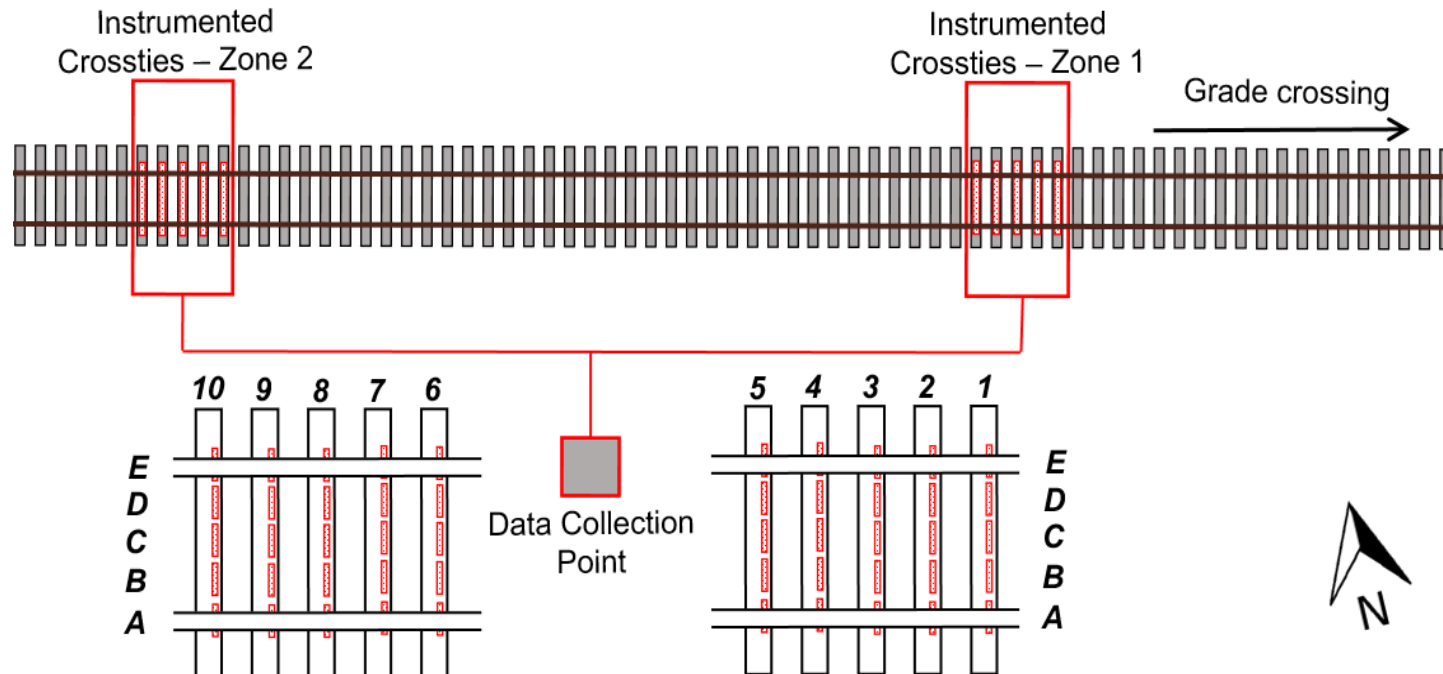 Instrumented
Crossties – Zone 2
Instrumented
Crossties – Zone 1
Grade crossing
10 9 8 7 6
5 4 3 2 1
E
D
C
B
A
Data Collection
Point
E
D
C
B
A
N